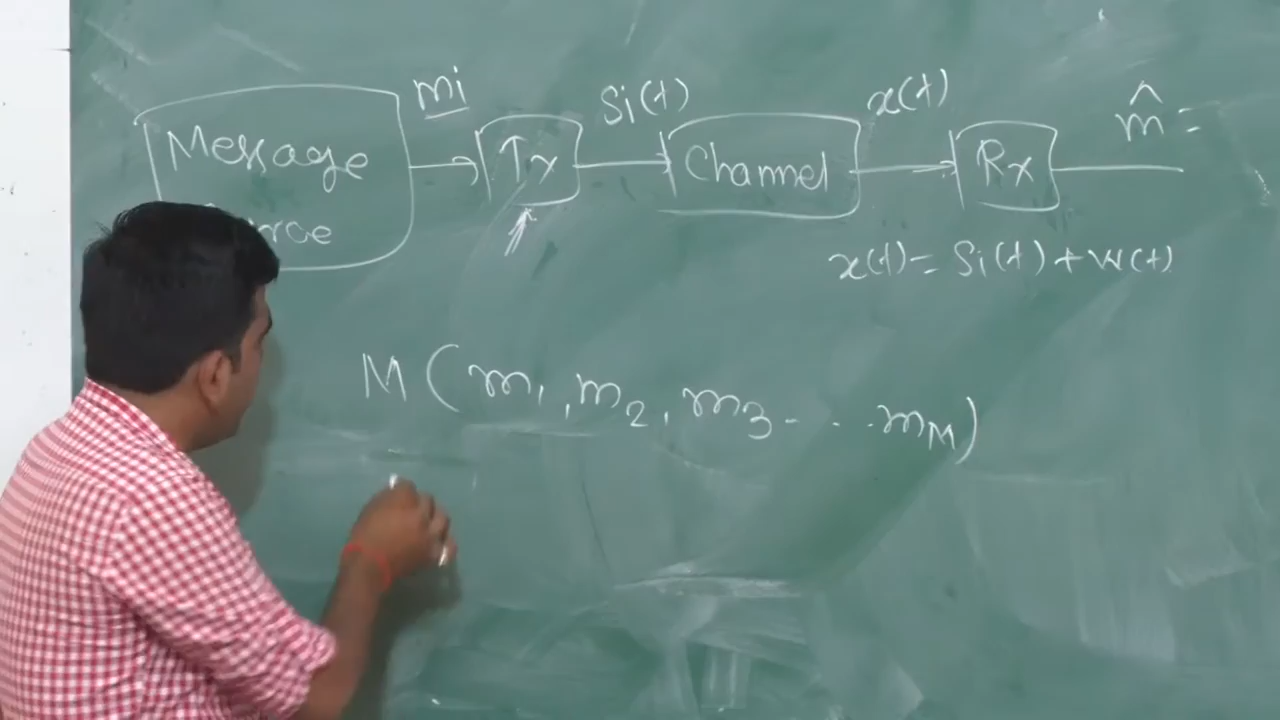 mi Si(t) x(t) m̂ =
Message Tx Channel Rx
x(t) = Si(t) + W(t)
M (m1, m2, m3 - . . . mM)